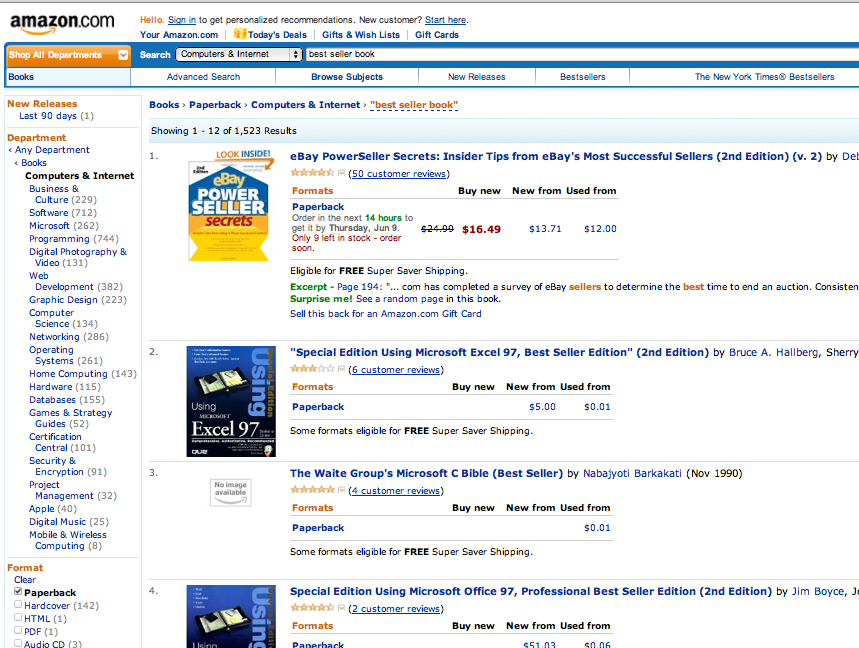 amazon.com
Hello. Sign in to get personalized recommendations. New customer? Start here.
Your Amazon.com | Today's Deals | Gifts & Wish Lists | Gift Cards
Shop All Departments
Search Computers & Internet best seller book
Books Advanced Search Browse Subjects New Releases Bestsellers The New York Times® Bestsellers
New Releases
Last 90 days (1)
Department
‹ Any Department
‹ Books
Computers & Internet
Business &
Culture (229)
Software (712)
Microsoft (262)
Programming (744)
Digital Photography &
Video (131)
Web
Development (382)
Graphic Design (223)
Computer
Science (134)
Networking (286)
Operating
Systems (261)
Home Computing (143)
Hardware (115)
Databases (155)
Games & Strategy
Guides (52)
Certification
Central (101)
Security &
Encryption (91)
Project
Management (32)
Apple (40)
Digital Music (25)
Mobile & Wireless
Computing (8)
Format
Clear
Paperback
Hardcover (142)
HTML (1)
PDF (1)
Audio CD (3)
Books › Paperback › Computers & Internet › "best seller book"
Showing 1 - 12 of 1,523 Results
1.
LOOK INSIDE!
2nd
Edition
eBay
POWER
SELLER
secrets
eBay PowerSeller Secrets: Insider Tips from eBay's Most Successful Sellers (2nd Edition) (v. 2) by Deb
(50 customer reviews)
Formats Buy new New from Used from
Paperback
Order in the next 14 hours to
get it by Thursday, Jun 9.
Only 9 left in stock - order
soon.
$24.99 $16.49 $13.71 $12.00
Eligible for FREE Super Saver Shipping.
Excerpt - Page 194: "... com has completed a survey of eBay sellers to determine the best time to end an auction. Consisten
Surprise me! See a random page in this book.
Sell this back for an Amazon.com Gift Card
2.
Special Edition
Using
Using
MICROSOFT
Excel 97
QUE
"Special Edition Using Microsoft Excel 97, Best Seller Edition" (2nd Edition) by Bruce A. Hallberg, Sherry
(6 customer reviews)
Formats Buy new New from Used from
Paperback $5.00 $0.01
Some formats eligible for FREE Super Saver Shipping.
3.
No image
available
The Waite Group's Microsoft C Bible (Best Seller) by Nabajyoti Barkakati (Nov 1990)
(4 customer reviews)
Formats Buy new New from Used from
Paperback $0.01
Some formats eligible for FREE Super Saver Shipping.
4.
Using
Special Edition Using Microsoft Office 97, Professional Best Seller Edition (2nd Edition) by Jim Boyce, J
(2 customer reviews)
Formats Buy new New from Used from
Paperback $51.03 $0.06